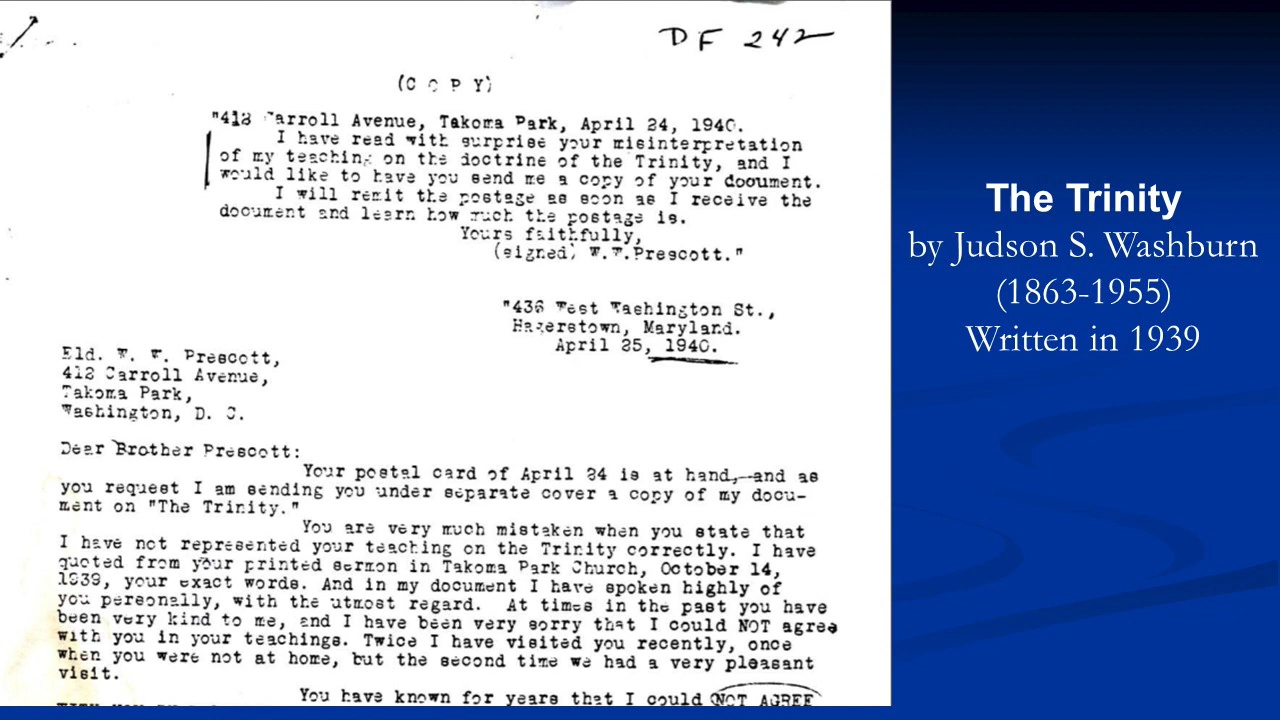 DF 242
(C O P Y)
"412 Carroll Avenue, Takoma Park, April 24, 1940.
I have read with surprise your misinterpretation
of my teaching on the doctrine of the Trinity, and I
would like to have you send me a copy of your document.
I will remit the postage as soon as I receive the
document and learn how much the postage is.
Yours faithfully,
(signed) W.W.Prescott."
"436 West Washington St.,
Hagerstown, Maryland.
April 25, 1940.
Eld. W. W. Prescott,
412 Carroll Avenue,
Takoma Park,
Washington, D. C.
Dear Brother Prescott:
Your postal card of April 24 is at hand,—and as
you request I am sending you under separate cover a copy of my docu-
ment on "The Trinity."
You are very much mistaken when you state that
I have not represented your teaching on the Trinity correctly. I have
quoted from your printed sermon in Takoma Park Church, October 14,
1939, your exact words. And in my document I have spoken highly of
you personally, with the utmost regard. At times in the past you have
been very kind to me, and I have been very sorry that I could NOT agree
with you in your teachings. Twice I have visited you recently, once
when you were not at home, but the second time we had a very pleasant
visit.
You have known for years that I could NOT AGREE
The Trinity
by Judson S. Washburn
(1863-1955)
Written in 1939